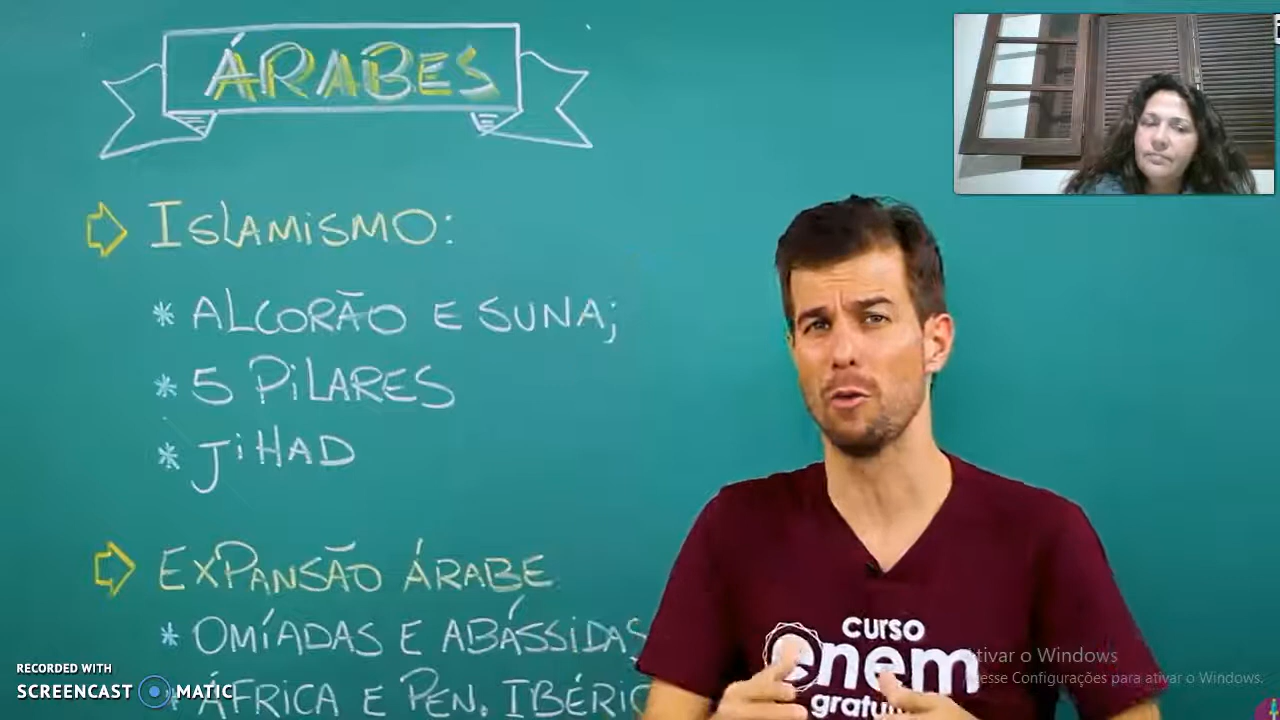 ÁRABES
ISLAMISMO:
* ALCORÃO E SUNA;
* 5 PILARES
* JIHAD
EXPANSÃO ÁRABE
* OMÍADAS E ABÁSSIDAS
* ÁFRICA E PEN. IBÉRIC
curso
enem
gratu
tivar o Windows
esse Configurações para ativar o Windows.
RECORDED WITH
SCREENCAST MATIC